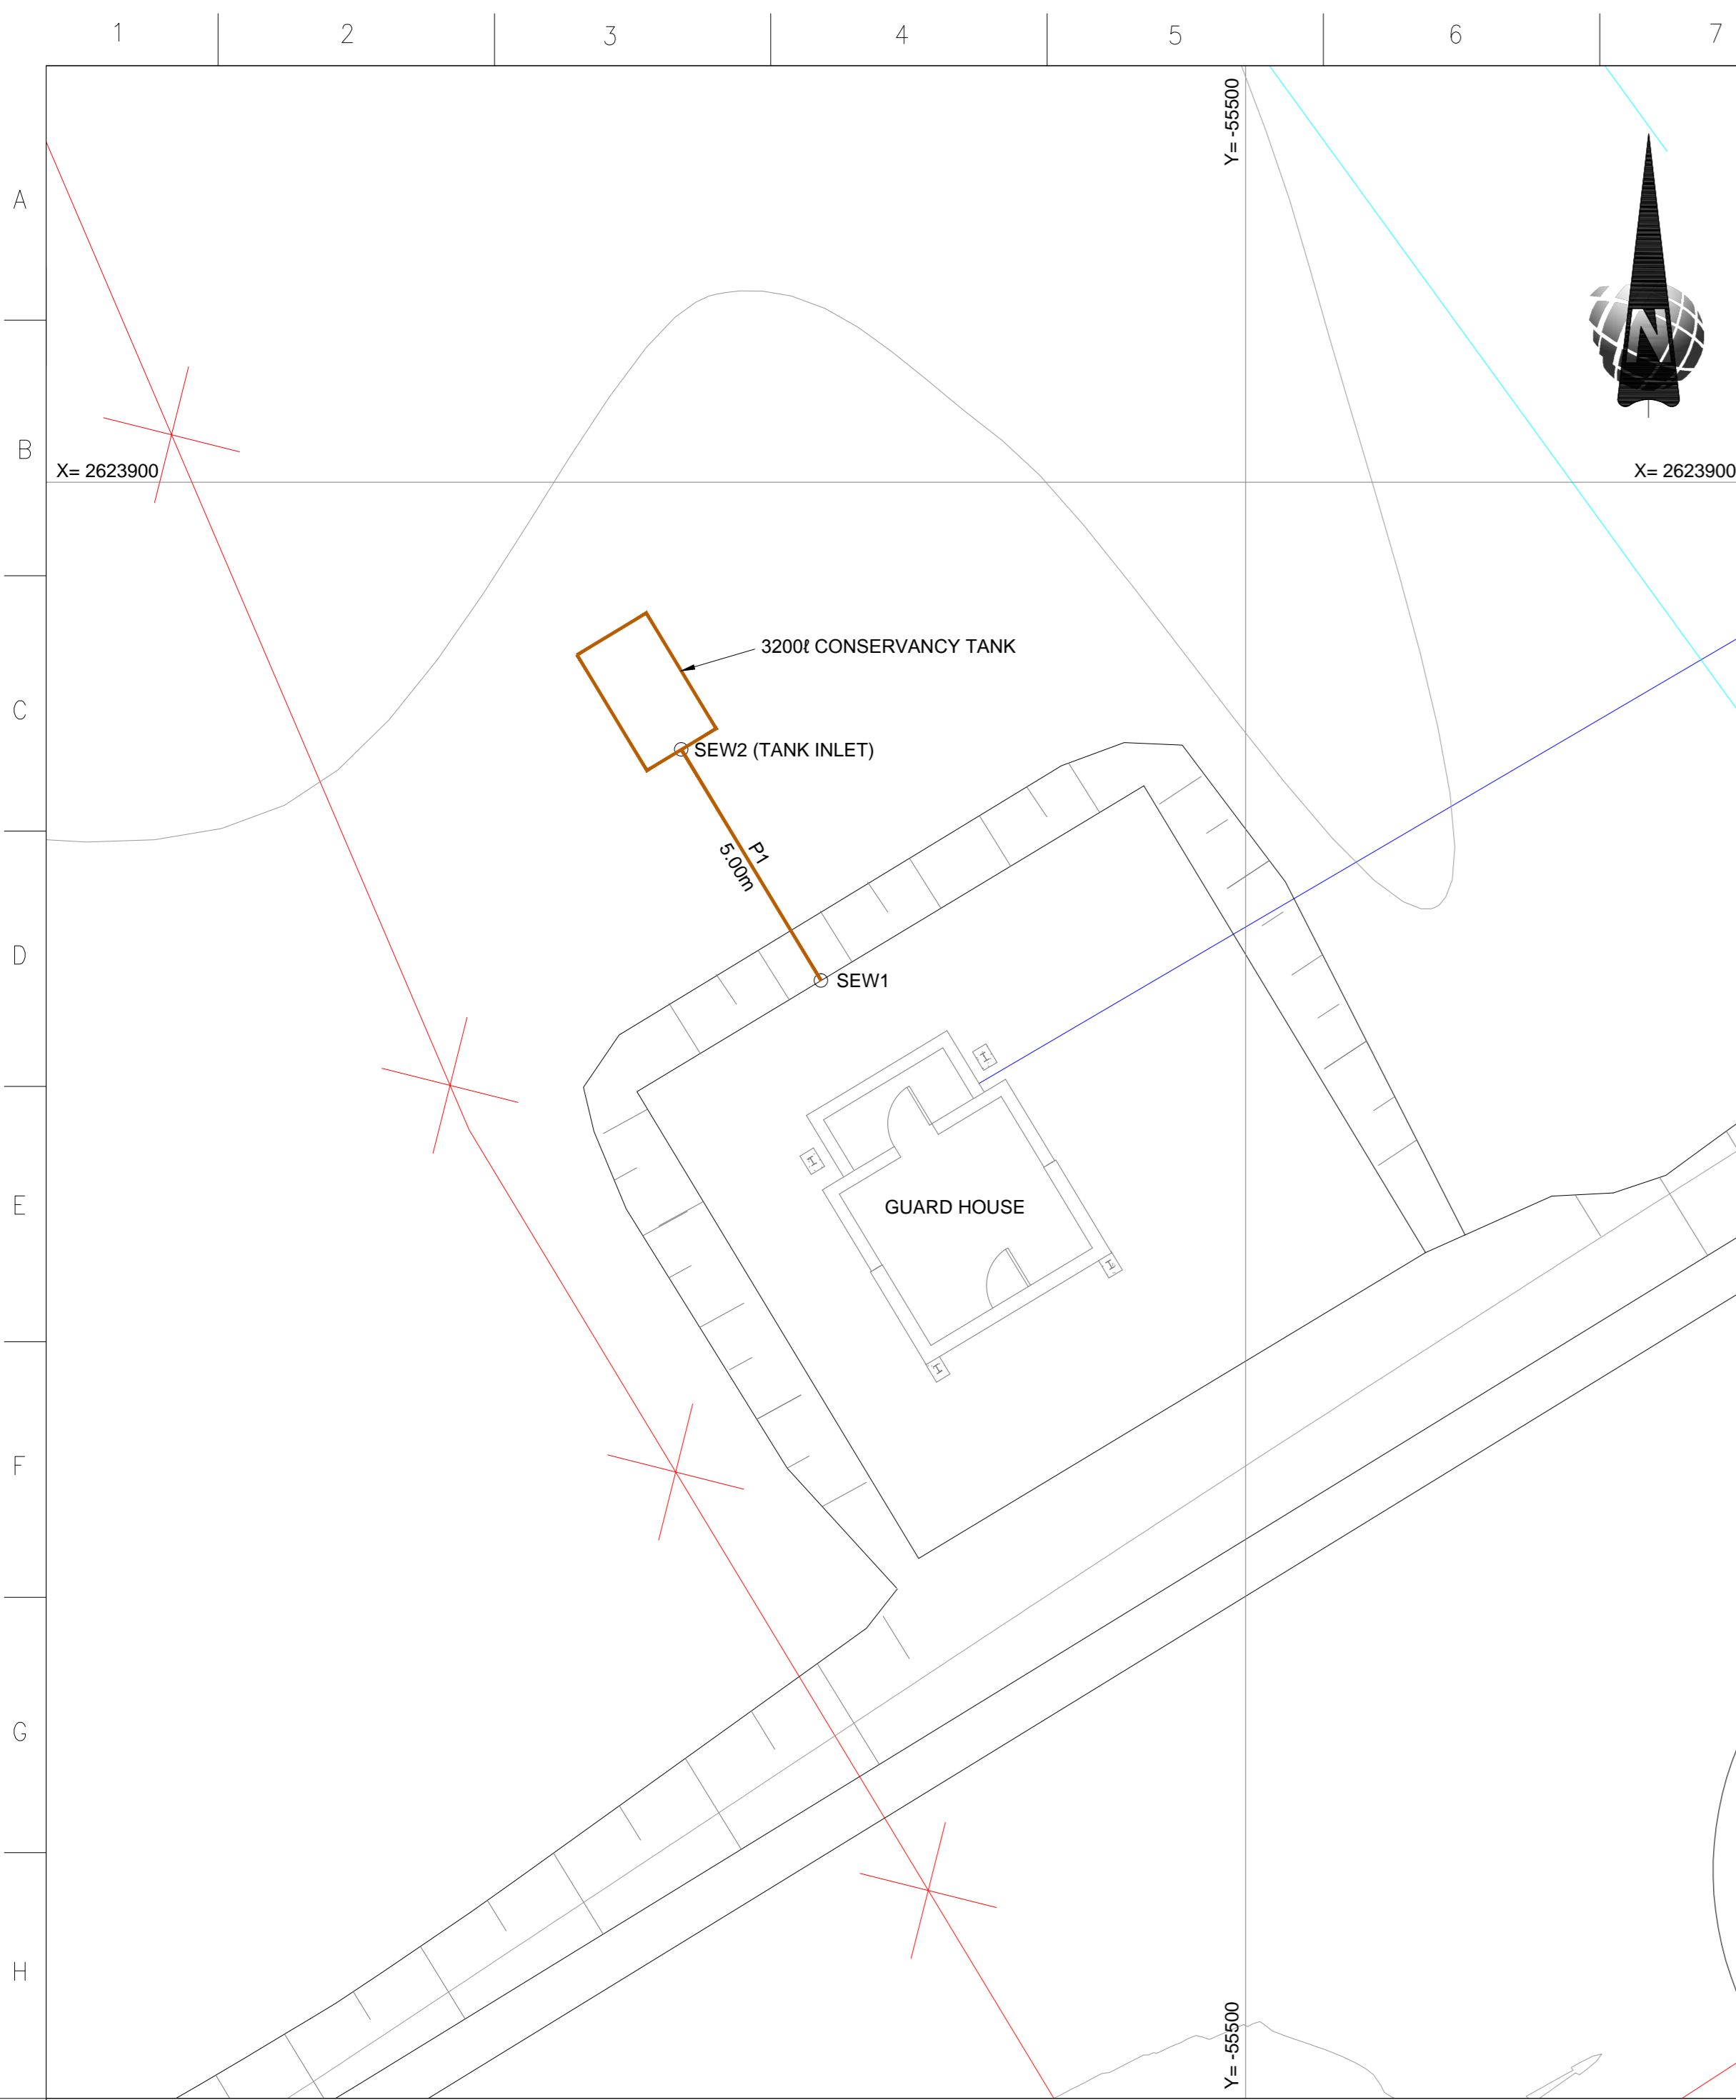 1 2 3 4 5 6 7
Y= -55500
A
N
B
X= 2623900
X= 2623900
3200ℓ CONSERVANCY TANK
C
SEW2 (TANK INLET)
P1
5.00m
D
SEW1
E
GUARD HOUSE
F
G
H
Y= -55500